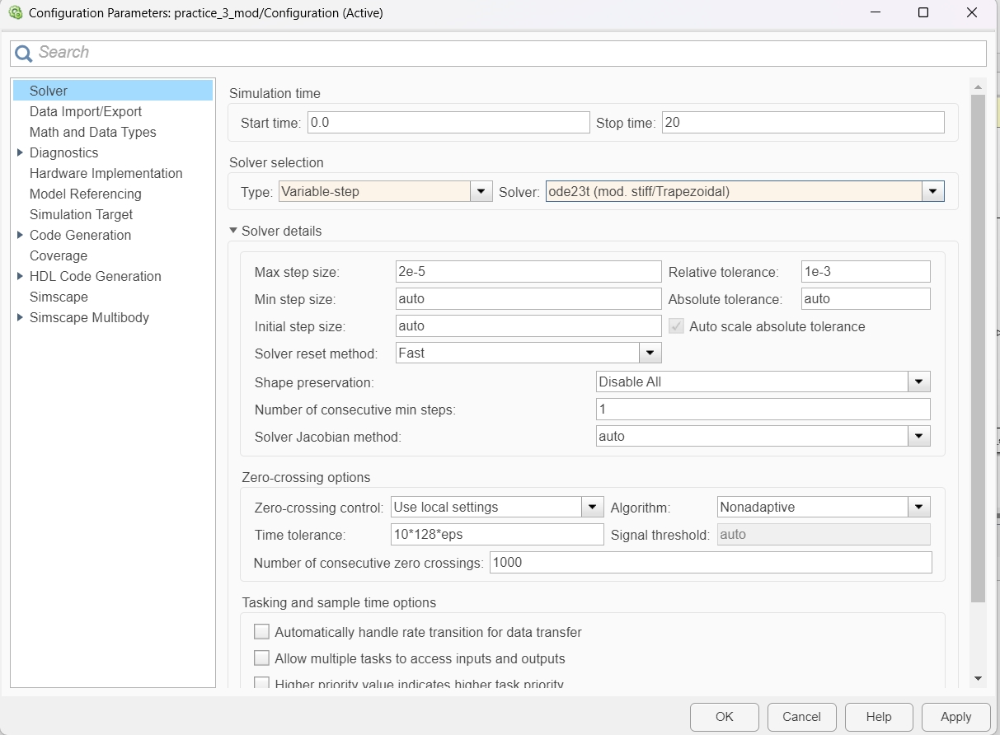 Configuration Parameters: practice_3_mod/Configuration (Active)
Search
Solver
Data Import/Export
Math and Data Types
Diagnostics
Hardware Implementation
Model Referencing
Simulation Target
Code Generation
Coverage
HDL Code Generation
Simscape
Simscape Multibody
Simulation time
Start time: 0.0 Stop time: 20
Solver selection
Type: Variable-step Solver: ode23t (mod. stiff/Trapezoidal)
Solver details
Max step size: 2e-5 Relative tolerance: 1e-3
Min step size: auto Absolute tolerance: auto
Initial step size: auto Auto scale absolute tolerance
Solver reset method: Fast
Shape preservation: Disable All
Number of consecutive min steps: 1
Solver Jacobian method: auto
Zero-crossing options
Zero-crossing control: Use local settings Algorithm: Nonadaptive
Time tolerance: 10*128*eps Signal threshold: auto
Number of consecutive zero crossings: 1000
Tasking and sample time options
Automatically handle rate transition for data transfer
Allow multiple tasks to access inputs and outputs
Higher priority value indicates higher task priority
OK Cancel Help Apply